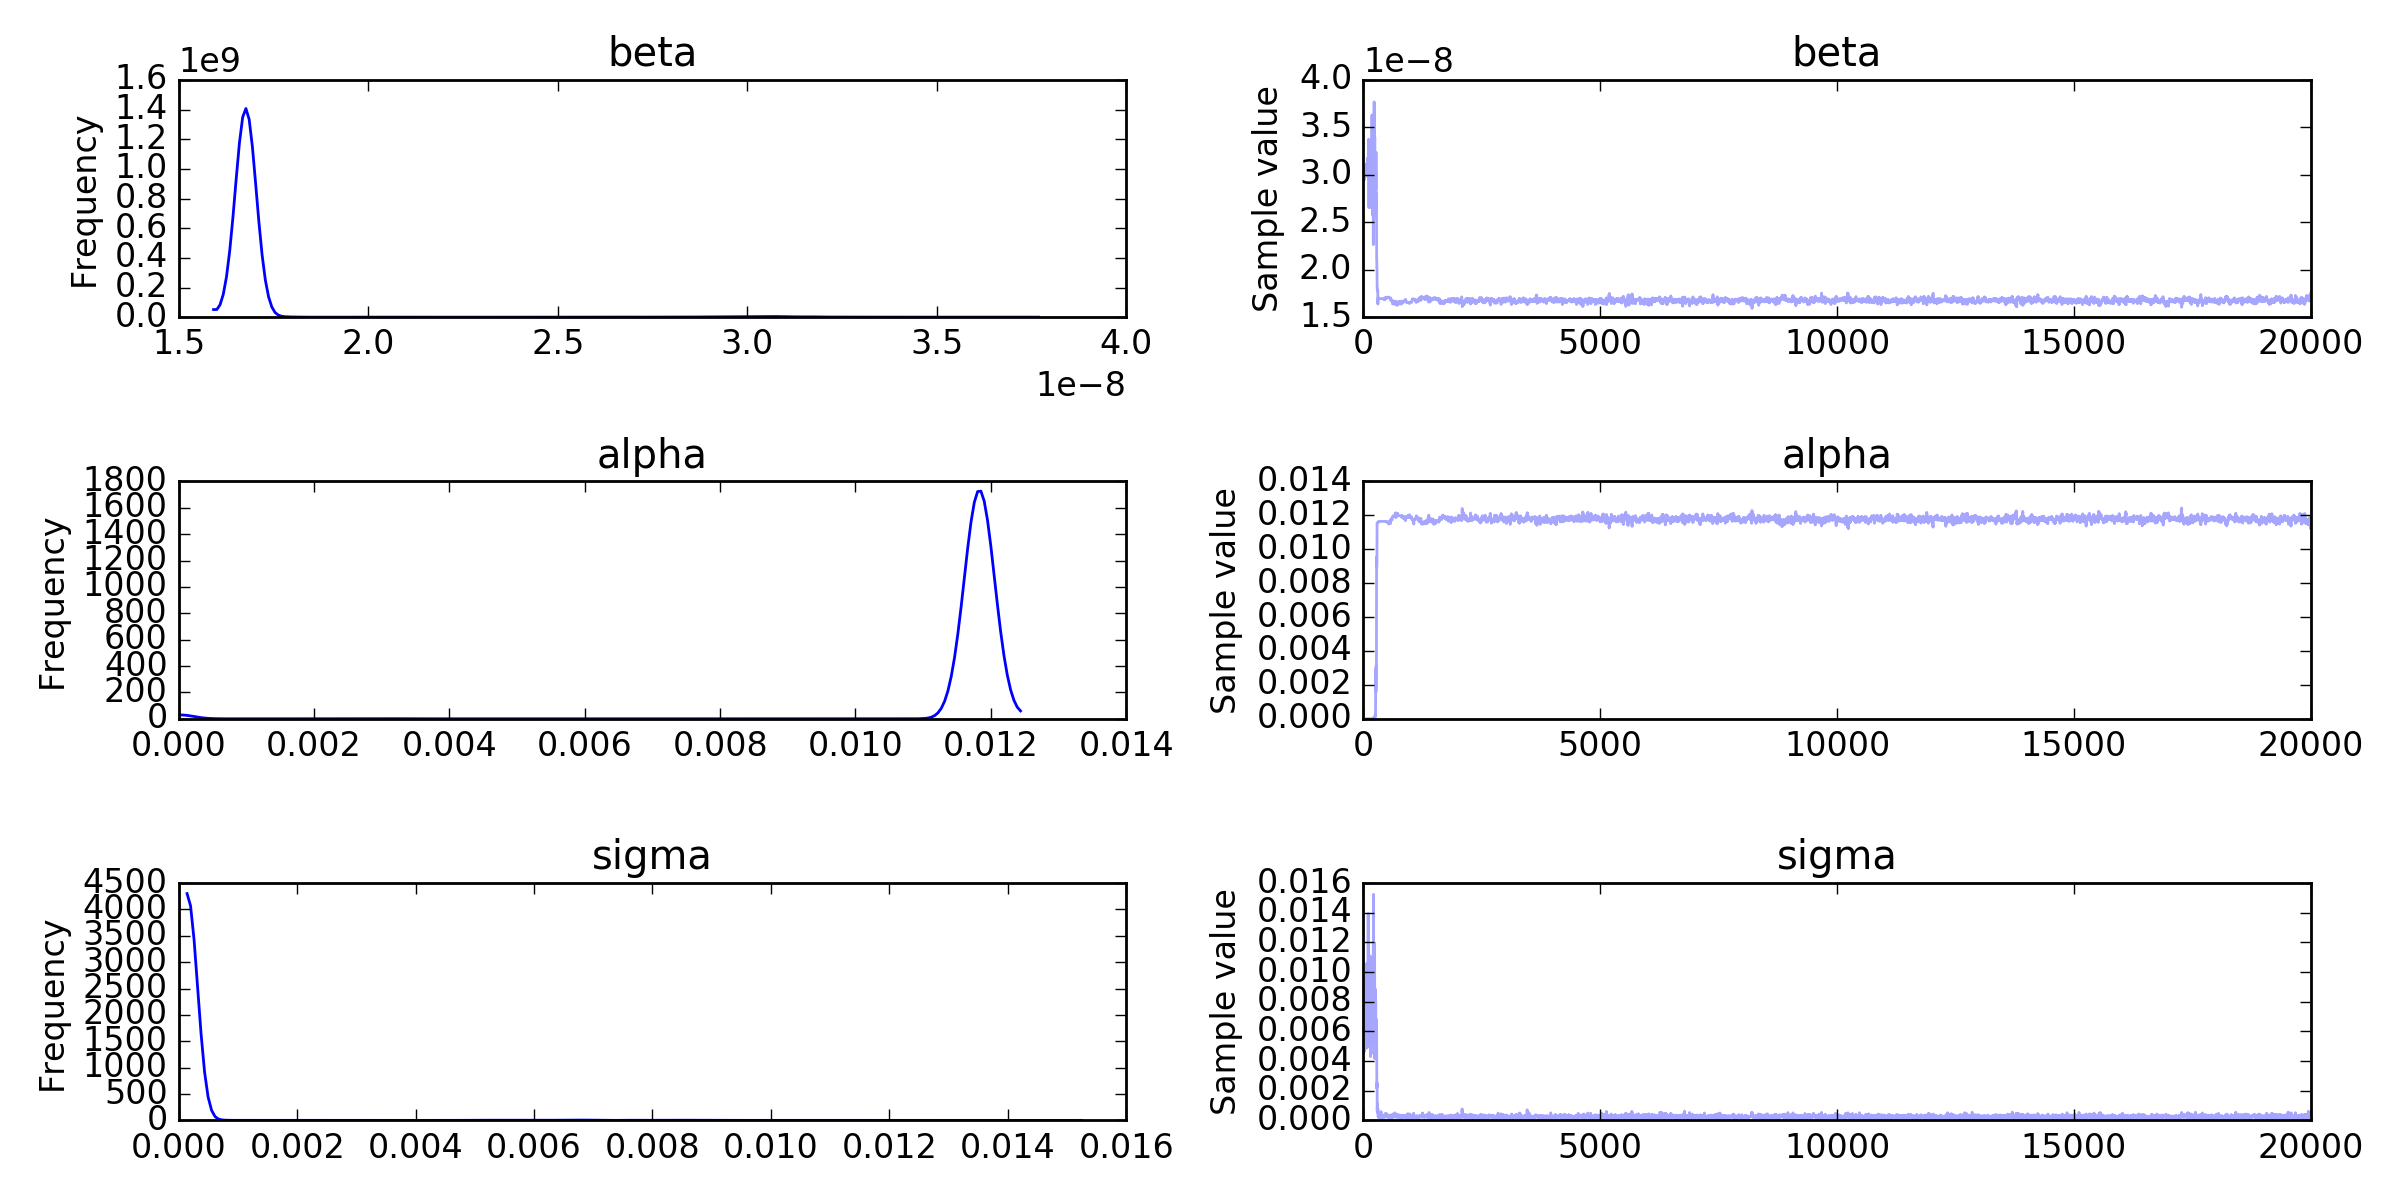 beta
1e9
1.6
1.4
1.2
1.0
0.8
0.6
0.4
0.2
0.0
Frequency
1.5 2.0 2.5 3.0 3.5 4.0
1e−8
beta
1e−8
4.0
3.5
3.0
2.5
2.0
1.5
Sample value
0 5000 10000 15000 20000
alpha
1800
1600
1400
1200
1000
800
600
400
200
0
Frequency
0.000 0.002 0.004 0.006 0.008 0.010 0.012 0.014
alpha
0.014
0.012
0.010
0.008
0.006
0.004
0.002
0.000
Sample value
0 5000 10000 15000 20000
sigma
4500
4000
3500
3000
2500
2000
1500
1000
500
0
Frequency
0.000 0.002 0.004 0.006 0.008 0.010 0.012 0.014 0.016
sigma
0.016
0.014
0.012
0.010
0.008
0.006
0.004
0.002
0.000
Sample value
0 5000 10000 15000 20000